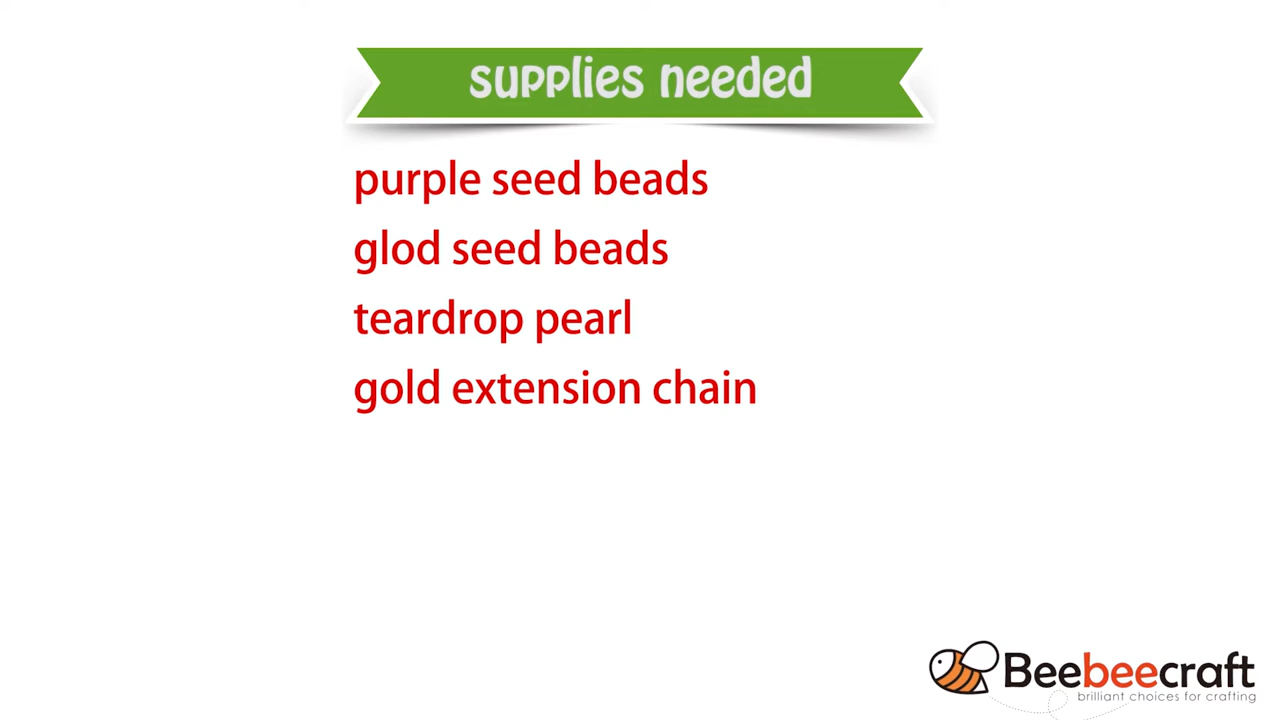 supplies needed
purple seed beads
glod seed beads
teardrop pearl
gold extension chain
Beebeecraft
brilliant choices for crafting